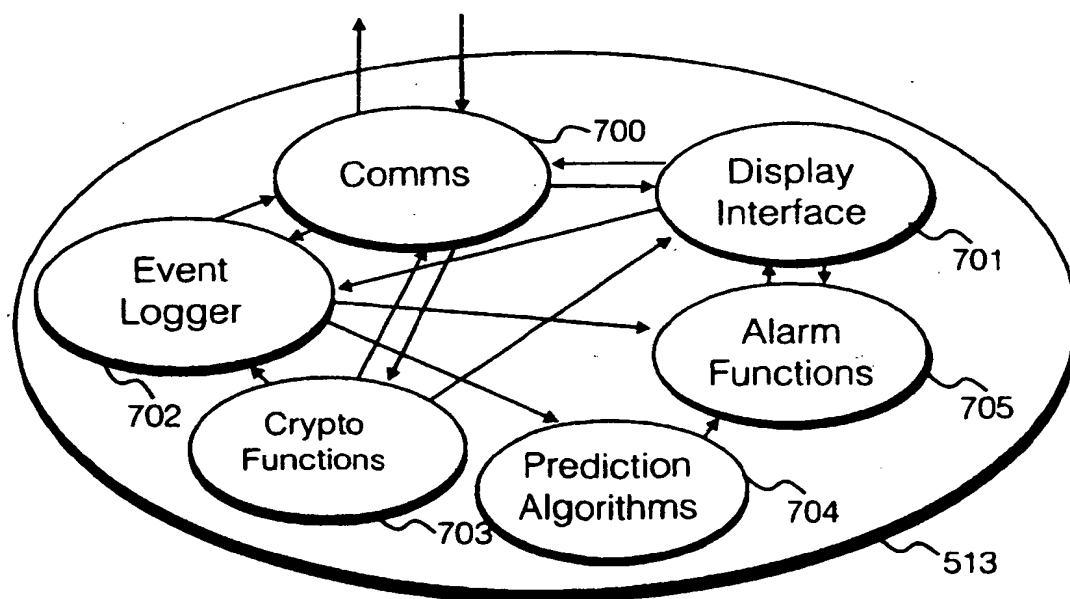 700
Comms
Display
Interface
701
Event
Logger
702
Alarm
Functions
705
Crypto
Functions
703
Prediction
Algorithms
704
513